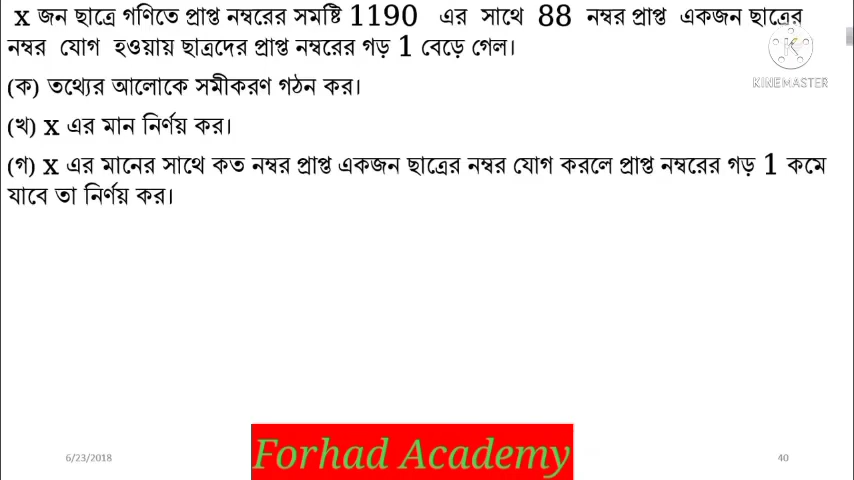 x জন ছাত্রে গণিতে প্রাপ্ত নম্বরের সমষ্টি 1190 এর সাথে 88 নম্বর প্রাপ্ত একজন ছাত্রের
নম্বর যোগ হওয়ায় ছাত্রদের প্রাপ্ত নম্বরের গড় 1 বেড়ে গেল।
KINEMASTER
(ক) তথ্যের আলোকে সমীকরণ গঠন কর।
(খ) x এর মান নির্ণয় কর।
(গ) x এর মানের সাথে কত নম্বর প্রাপ্ত একজন ছাত্রের নম্বর যোগ করলে প্রাপ্ত নম্বরের গড় 1 কমে
যাবে তা নির্ণয় কর।
6/23/2018
Forhad Academy
40